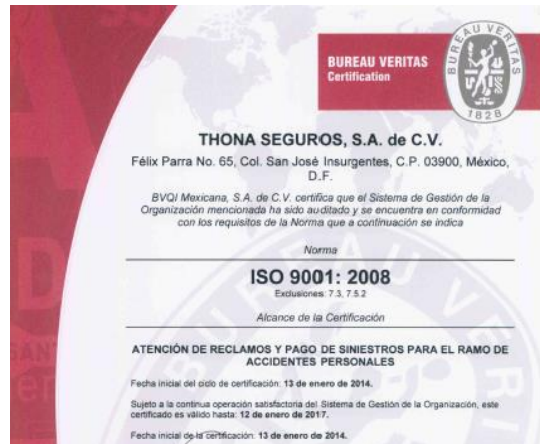 BUREAU VERITAS
Certification
BUREAU VERITAS
1828
THONA SEGUROS, S.A. de C.V.
Félix Parra No. 65, Col. San José Insurgentes, C.P. 03900, México,
D.F.
BVQI Mexicana, S.A. de C.V. certifica que el Sistema de Gestión de la
Organización mencionada ha sido auditado y se encuentra en conformidad
con los requisitos de la Norma que a continuación se indica
Norma
ISO 9001: 2008
Exclusiones: 7.3, 7.5.2
Alcance de la Certificación
ATENCIÓN DE RECLAMOS Y PAGO DE SINIESTROS PARA EL RAMO DE
ACCIDENTES PERSONALES
Fecha inicial del ciclo de certificación: 13 de enero de 2014.
Sujeto a la continua operación satisfactoria del Sistema de Gestión de la Organización, este
certificado es válido hasta: 12 de enero de 2017.
Fecha inicial de la certificación: 13 de enero de 2014.